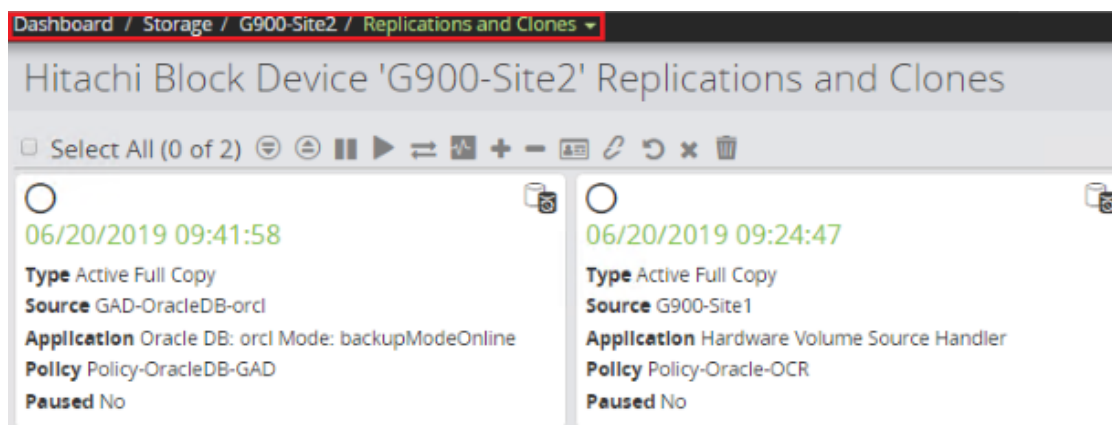 Dashboard / Storage / G900-Site2 / Replications and Clones
Hitachi Block Device 'G900-Site2' Replications and Clones
Select All (0 of 2)
06/20/2019 09:41:58
Type Active Full Copy
Source GAD-OracleDB-orcl
Application Oracle DB: orcl Mode: backupModeOnline
Policy Policy-OracleDB-GAD
Paused No
06/20/2019 09:24:47
Type Active Full Copy
Source G900-Site1
Application Hardware Volume Source Handler
Policy Policy-Oracle-OCR
Paused No